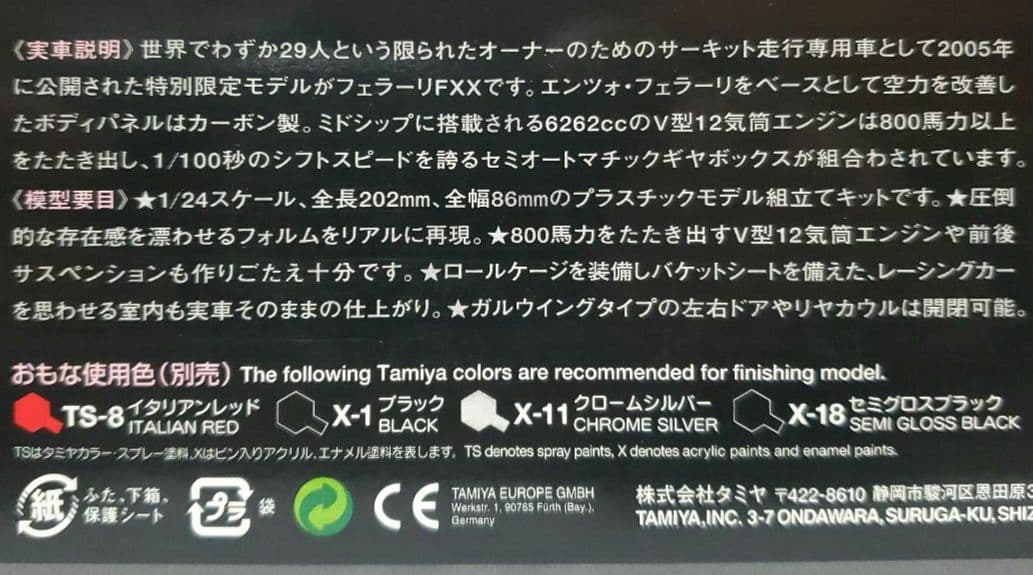 《実車説明》世界でわずか29人という限られたオーナーのためのサーキット走行専用車として2005年
に公開された特別限定モデルがフェラーリFXXです。エンツォ・フェラーリをベースとして空力を改善し
たボディパネルはカーボン製。ミドシップに搭載される6262ccのV型12気筒エンジンは800馬力以上
をたたき出し、1/100秒のシフトスピードを誇るセミオートマチックギヤボックスが組合わされています。
《模型要目》★1/24スケール、全長202mm、全幅86mmのプラスチックモデル組立てキットです。★圧倒
的な存在感を漂わせるフォルムをリアルに再現。★800馬力をたたき出すV型12気筒エンジンや前後
サスペンションも作りごたえ十分です。★ロールケージを装備しバケットシートを備えた、レーシングカー
を思わせる室内も実車そのままの仕上がり。★ガルウイングタイプの左右ドアやリヤカウルは開閉可能。
おもな使用色（別売） The following Tamiya colors are recommended for finishing model.
TS-8 イタリアンレッド ITALIAN RED X-1 ブラック BLACK X-11 クロームシルバー CHROME SILVER X-18 セミグロスブラック SEMI GLOSS BLACK
TSはタミヤカラー・スプレー塗料、Xはビン入りアクリル、エナメル塗料を表します。 TS denotes spray paints, X denotes acrylic paints and enamel paints.
紙 ふた、下箱、
保護シート
プラ 袋
CE
TAMIYA EUROPE GMBH
Werkstr. 1, 90765 Fürth (Bay.),
Germany
株式会社タミヤ 〒422-8610 静岡市駿河区恩田原3
TAMIYA,INC. 3-7 ONDAWARA, SURUGA-KU, SHIZ